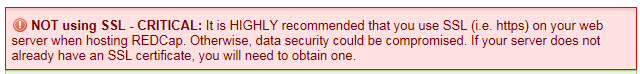 NOT using SSL - CRITICAL: It is HIGHLY recommended that you use SSL (i.e. https) on your web
server when hosting REDCap. Otherwise, data security could be compromised. If your server does not
already have an SSL certificate, you will need to obtain one.